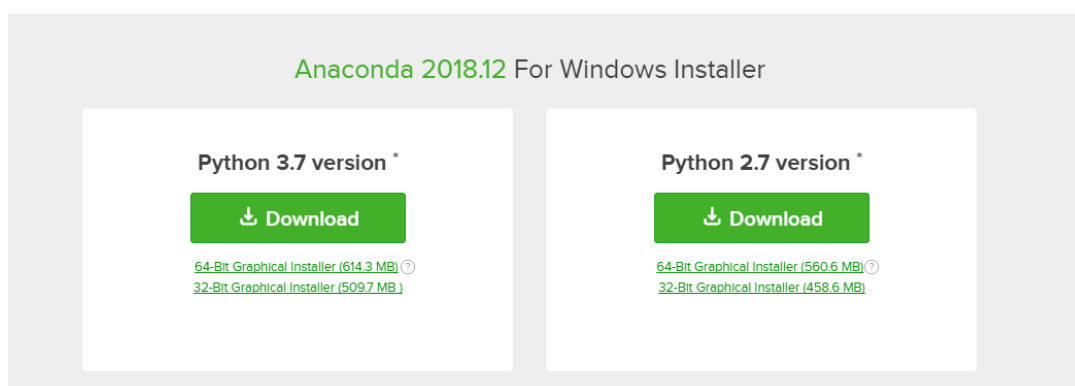 Anaconda 2018.12 For Windows Installer
Python 3.7 version *
Download
64-Bit Graphical Installer (614.3 MB) ?
32-Bit Graphical Installer (509.7 MB )
Python 2.7 version *
Download
64-Bit Graphical Installer (560.6 MB) ?
32-Bit Graphical Installer (458.6 MB)